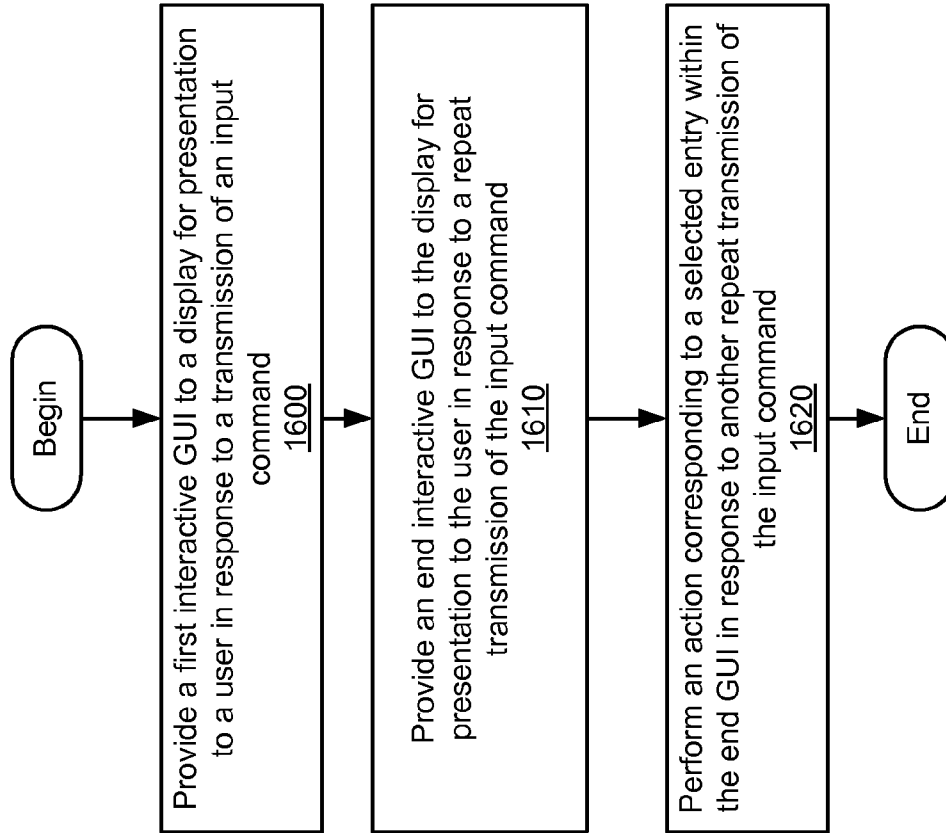 Begin
Provide a first interactive GUI to a display for presentation
to a user in response to a transmission of an input
command
1600
Provide an end interactive GUI to the display for
presentation to the user in response to a repeat
transmission of the input command
1610
Perform an action corresponding to a selected entry within
the end GUI in response to another repeat transmission of
the input command
1620
End